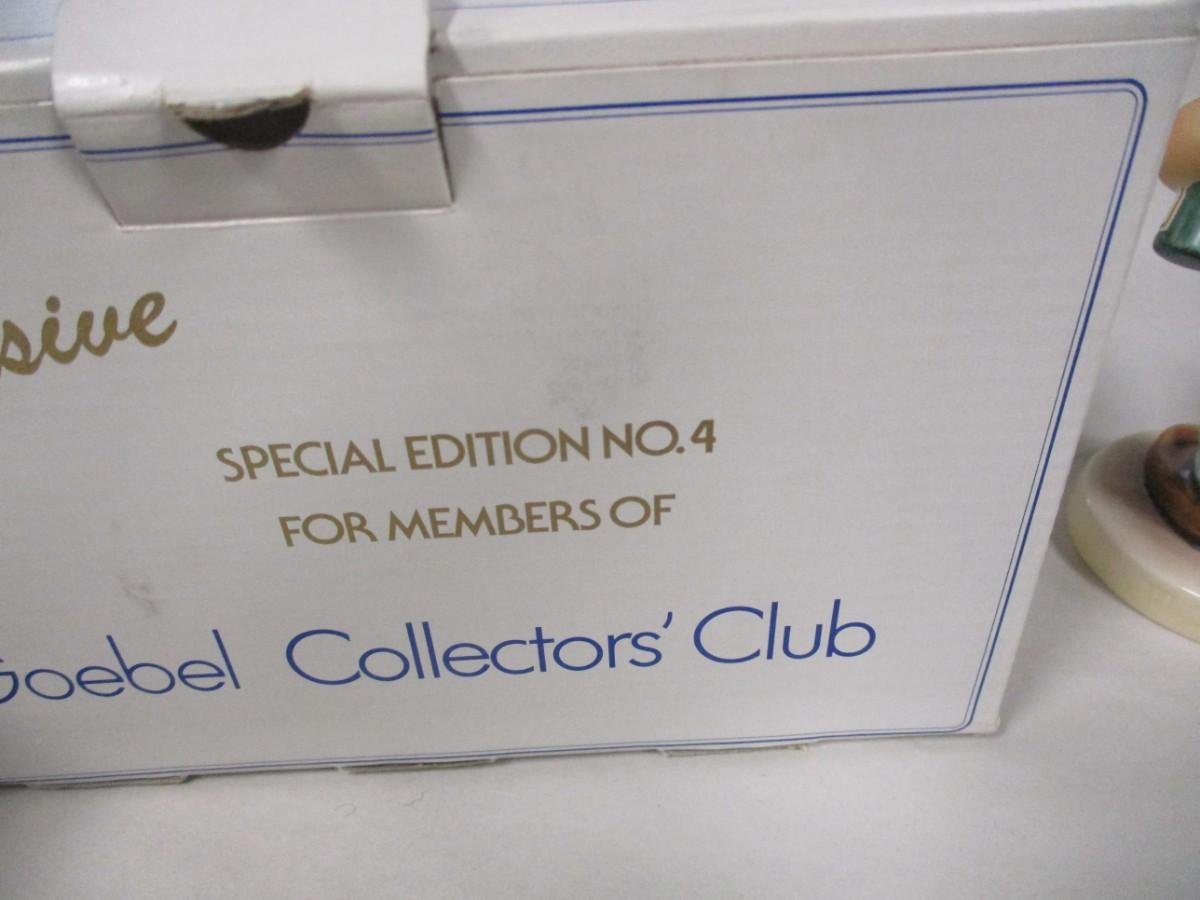 sive
SPECIAL EDITION NO. 4
FOR MEMBERS OF
Goebel Collectors' Club